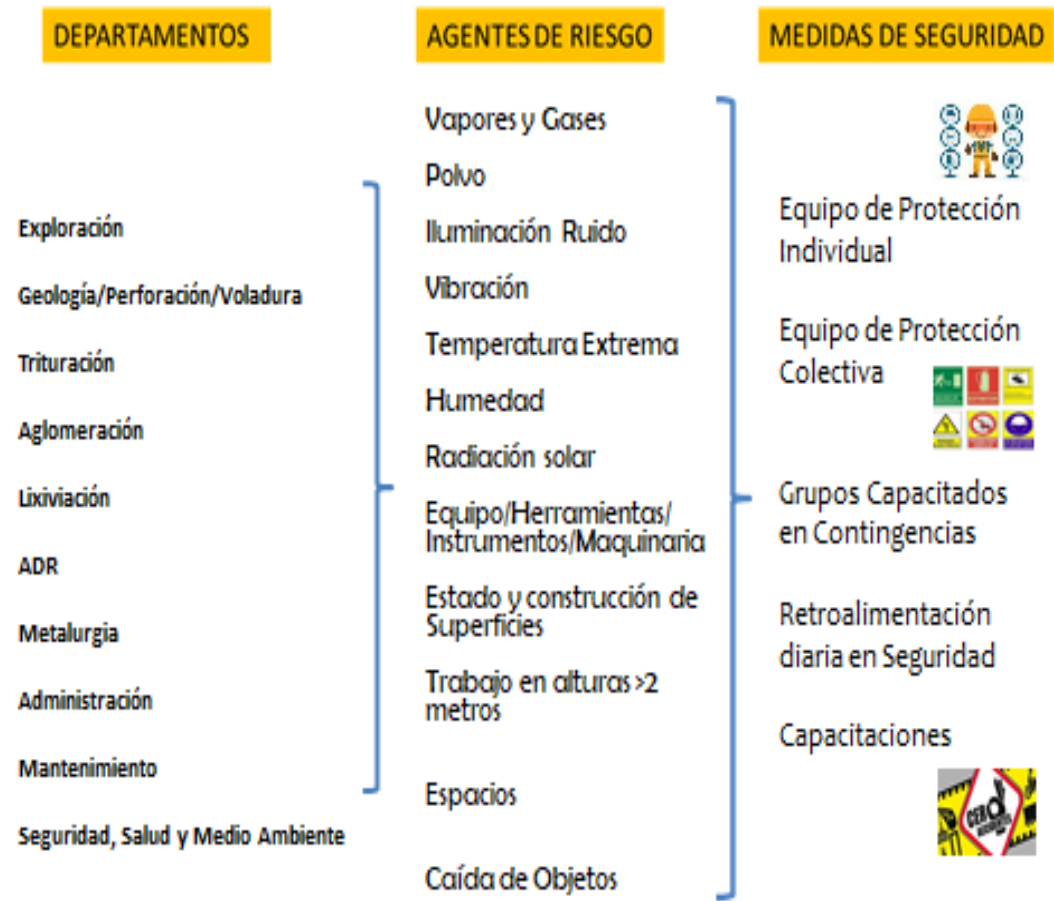 DEPARTAMENTOS
Exploración
Geología/Perforación/Voladura
Trituración
Aglomeración
Lixiviación
ADR
Metalurgia
Administración
Mantenimiento
Seguridad, Salud y Medio Ambiente
AGENTES DE RIESGO
Vapores y Gases
Polvo
Iluminación Ruido
Vibración
Temperatura Extrema
Humedad
Radiación solar
Equipo/Herramientas/
Instrumentos/Maquinaria
Estado y construcción de
Superficies
Trabajo en alturas >2
metros
Espacios
Caída de Objetos
MEDIDAS DE SEGURIDAD
Equipo de Protección
Individual
Equipo de Protección
Colectiva
Grupos Capacitados
en Contingencias
Retroalimentación
diaria en Seguridad
Capacitaciones
CERO